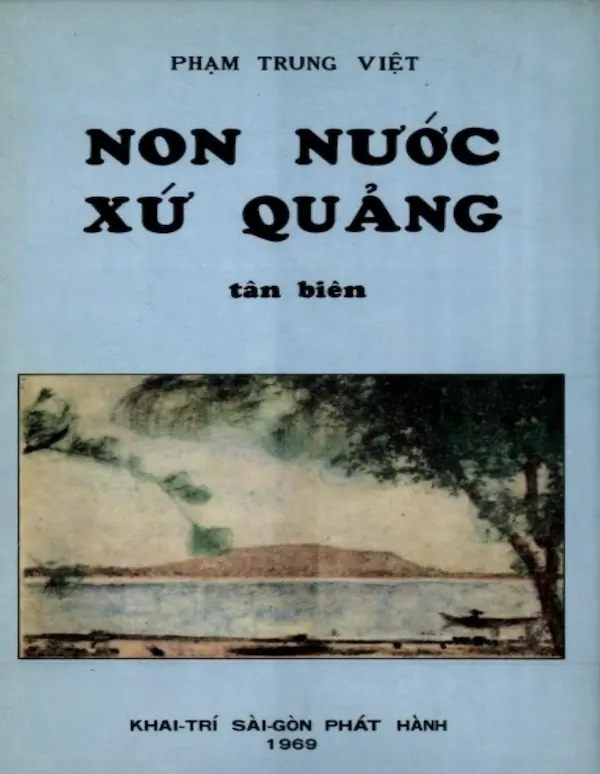 PHẠM TRUNG VIỆT
NON NƯỚC
XỨ QUẢNG
tân biên
KHAI-TRÍ SÀI-GÒN PHÁT HÀNH
1969